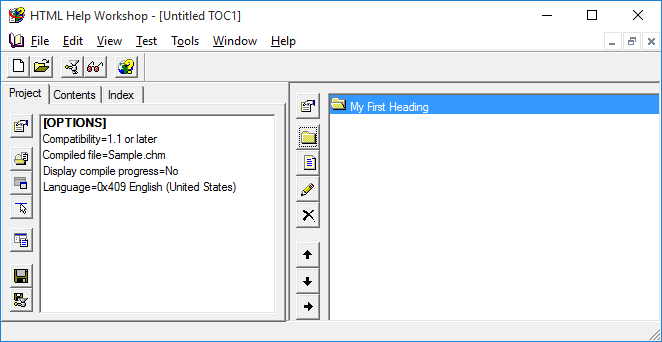 HTML Help Workshop - [Untitled TOC1]
File Edit View Test Tools Window Help
Project Contents Index
[OPTIONS]
Compatibility=1.1 or later
Compiled file=Sample.chm
Display compile progress=No
Language=0x409 English (United States)
My First Heading